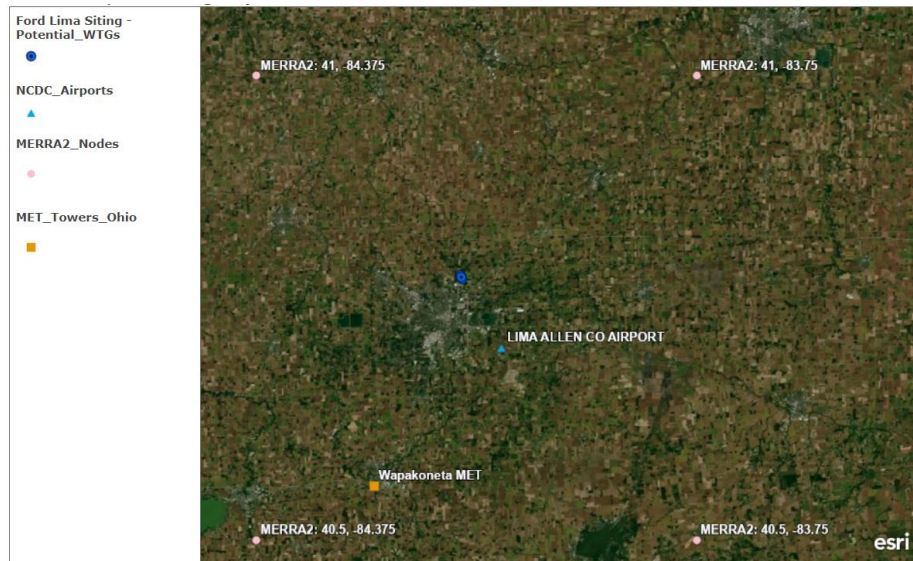 Ford Lima Siting -
Potential_WTGs
NCDC_Airports
MERRA2_Nodes
MET_Towers_Ohio
MERRA2: 41, -84.375
MERRA2: 41, -83.75
LIMA ALLEN CO AIRPORT
Wapakoneta MET
MERRA2: 40.5, -84.375
MERRA2: 40.5, -83.75
esri